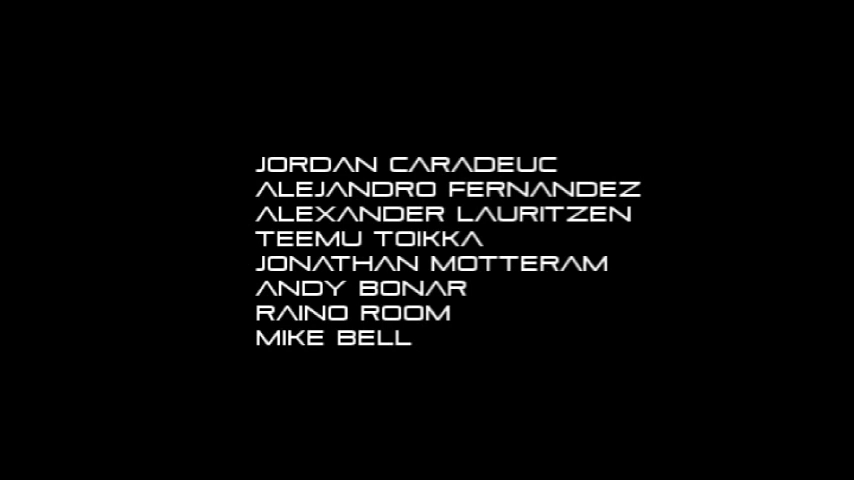 JORDAN CARADEUC
ALEJANDRO FERNANDEZ
ALEXANDER LAURITZEN
TEEMU TOIKKA
JONATHAN MOTTERAM
ANDY BONAR
RAINO ROOM
MIKE BELL